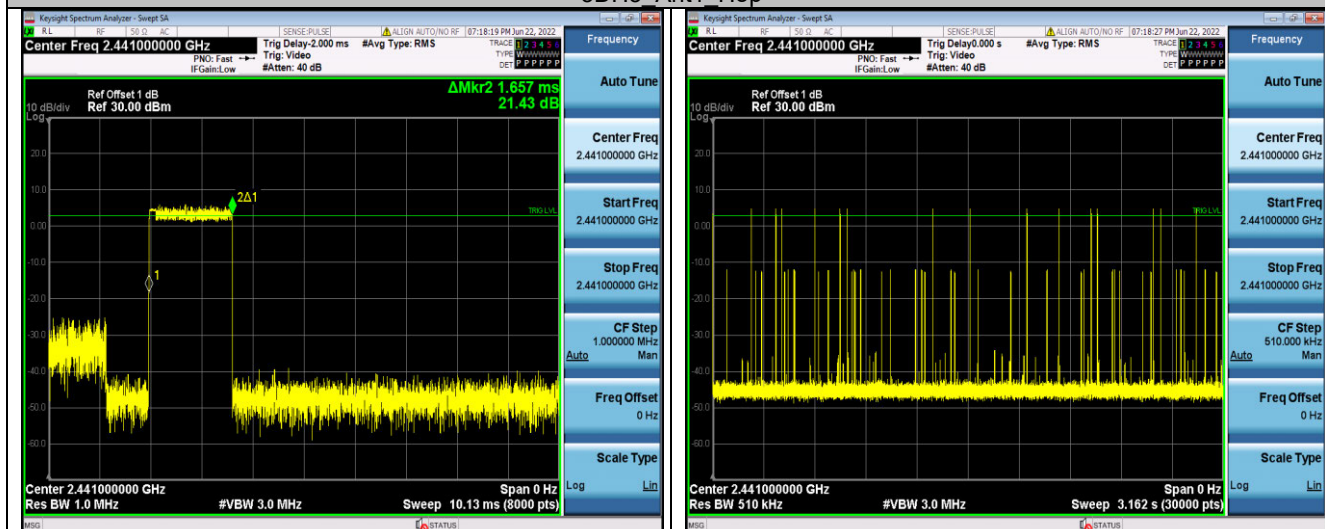 Keysight Spectrum Analyzer - Swept SA
RL RF 50 Ω AC SENSE:PULSE ALIGN AUTO/NO RF 07:18:19 PM Jun 22, 2022
Center Freq 2.441000000 GHz
PNO: Fast
IFGain:Low
Trig Delay-2.000 ms
Trig: Video
#Atten: 40 dB
#Avg Type: RMS
TRACE 1 2 3 4 5 6
TYPE
DET P P P P P P
Frequency
ΔMkr2 1.657 ms
21.43 dB
Ref Offset 1 dB
10 dB/div Ref 30.00 dBm
Log
20.0
10.0
0.00
-10.0
-20.0
-30.0
-40.0
-50.0
-60.0
2Δ1
1
TRIG LVL
Center 2.441000000 GHz
Span 0 Hz
Res BW 1.0 MHz
#VBW 3.0 MHz
Sweep 10.13 ms (8000 pts)
MSG
STATUS
Auto Tune
Center Freq
2.441000000 GHz
Start Freq
2.441000000 GHz
Stop Freq
2.441000000 GHz
CF Step
1.000000 MHz
Auto Man
Freq Offset
0 Hz
Scale Type
Log Lin
Keysight Spectrum Analyzer - Swept SA
RL RF 50 Ω AC SENSE:PULSE ALIGN AUTO/NO RF 07:18:27 PM Jun 22, 2022
Center Freq 2.441000000 GHz
PNO: Fast
IFGain:Low
Trig Delay0.000 s
Trig: Video
#Atten: 40 dB
#Avg Type: RMS
TRACE 1 2 3 4 5 6
TYPE
DET P P P P P P
Frequency
Ref Offset 1 dB
10 dB/div Ref 30.00 dBm
Log
20.0
10.0
0.00
-10.0
-20.0
-30.0
-40.0
-50.0
-60.0
TRIG LVL
Center 2.441000000 GHz
Span 0 Hz
Res BW 510 kHz
#VBW 3.0 MHz
Sweep 3.162 s (30000 pts)
MSG
STATUS
Auto Tune
Center Freq
2.441000000 GHz
Start Freq
2.441000000 GHz
Stop Freq
2.441000000 GHz
CF Step
510.000 kHz
Auto Man
Freq Offset
0 Hz
Scale Type
Log Lin